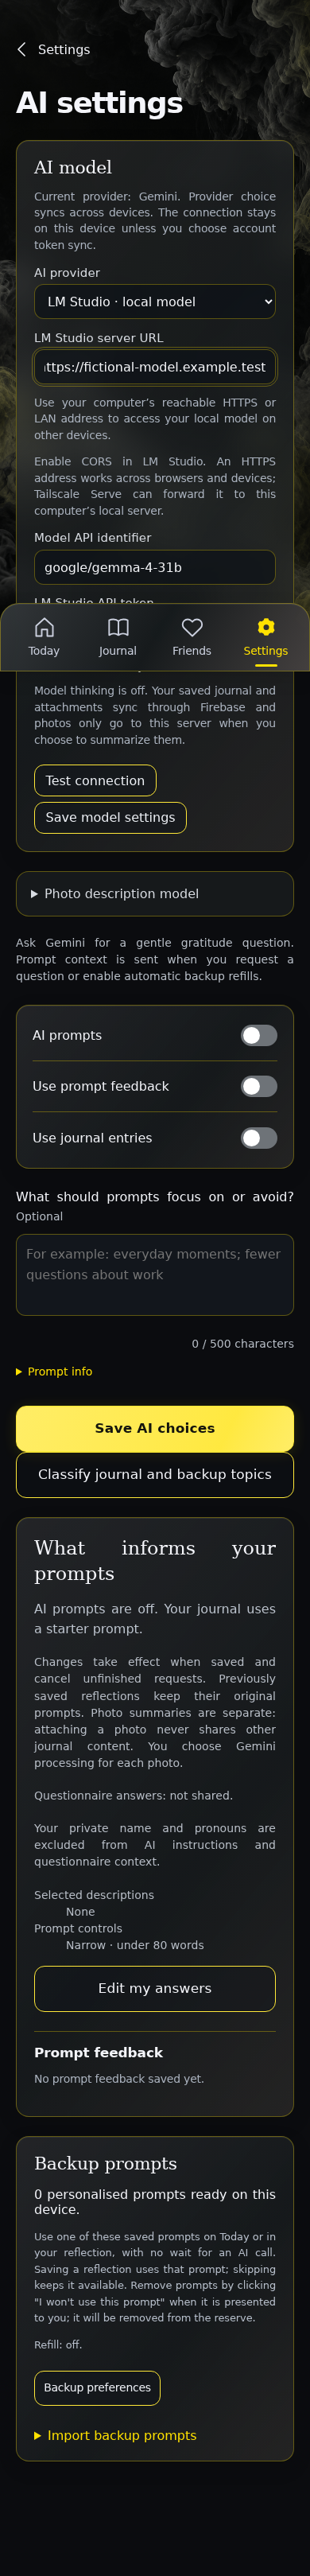 Settings
AI settings
AI model
Current provider: Gemini. Provider choice
syncs across devices. The connection stays
on this device unless you choose account
token sync.
AI provider
LM Studio · local model
LM Studio server URL
ttps://fictional-model.example.test
Use your computer's reachable HTTPS or
LAN address to access your local model on
other devices.
Enable CORS in LM Studio. An HTTPS
address works across browsers and devices;
Tailscale Serve can forward it to this
computer's local server.
Model API identifier
google/gemma-4-31b
LM Studio API token
Today
Journal
Friends
Settings
Model thinking is off. Your saved journal and
attachments sync through Firebase and
photos only go to this server when you
choose to summarize them.
Test connection
Save model settings
Photo description model
Ask Gemini for a gentle gratitude question.
Prompt context is sent when you request a
question or enable automatic backup refills.
AI prompts
Use prompt feedback
Use journal entries
What should prompts focus on or avoid?
Optional
For example: everyday moments; fewer
questions about work
0 / 500 characters
Prompt info
Save AI choices
Classify journal and backup topics
What informs your
prompts
AI prompts are off. Your journal uses
a starter prompt.
Changes take effect when saved and
cancel unfinished requests. Previously
saved reflections keep their original
prompts. Photo summaries are separate:
attaching a photo never shares other
journal content. You choose Gemini
processing for each photo.
Questionnaire answers: not shared.
Your private name and pronouns are
excluded from AI instructions and
questionnaire context.
Selected descriptions
None
Prompt controls
Narrow · under 80 words
Edit my answers
Prompt feedback
No prompt feedback saved yet.
Backup prompts
0 personalised prompts ready on this
device.
Use one of these saved prompts on Today or in
your reflection, with no wait for an AI call.
Saving a reflection uses that prompt; skipping
keeps it available. Remove prompts by clicking
"I won't use this prompt" when it is presented
to you; it will be removed from the reserve.
Refill: off.
Backup preferences
Import backup prompts